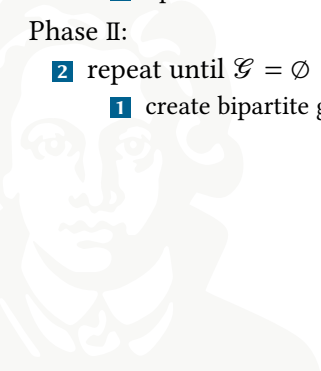 Phase II:
2 repeat until 𝒢 = ∅
1 create bipartite